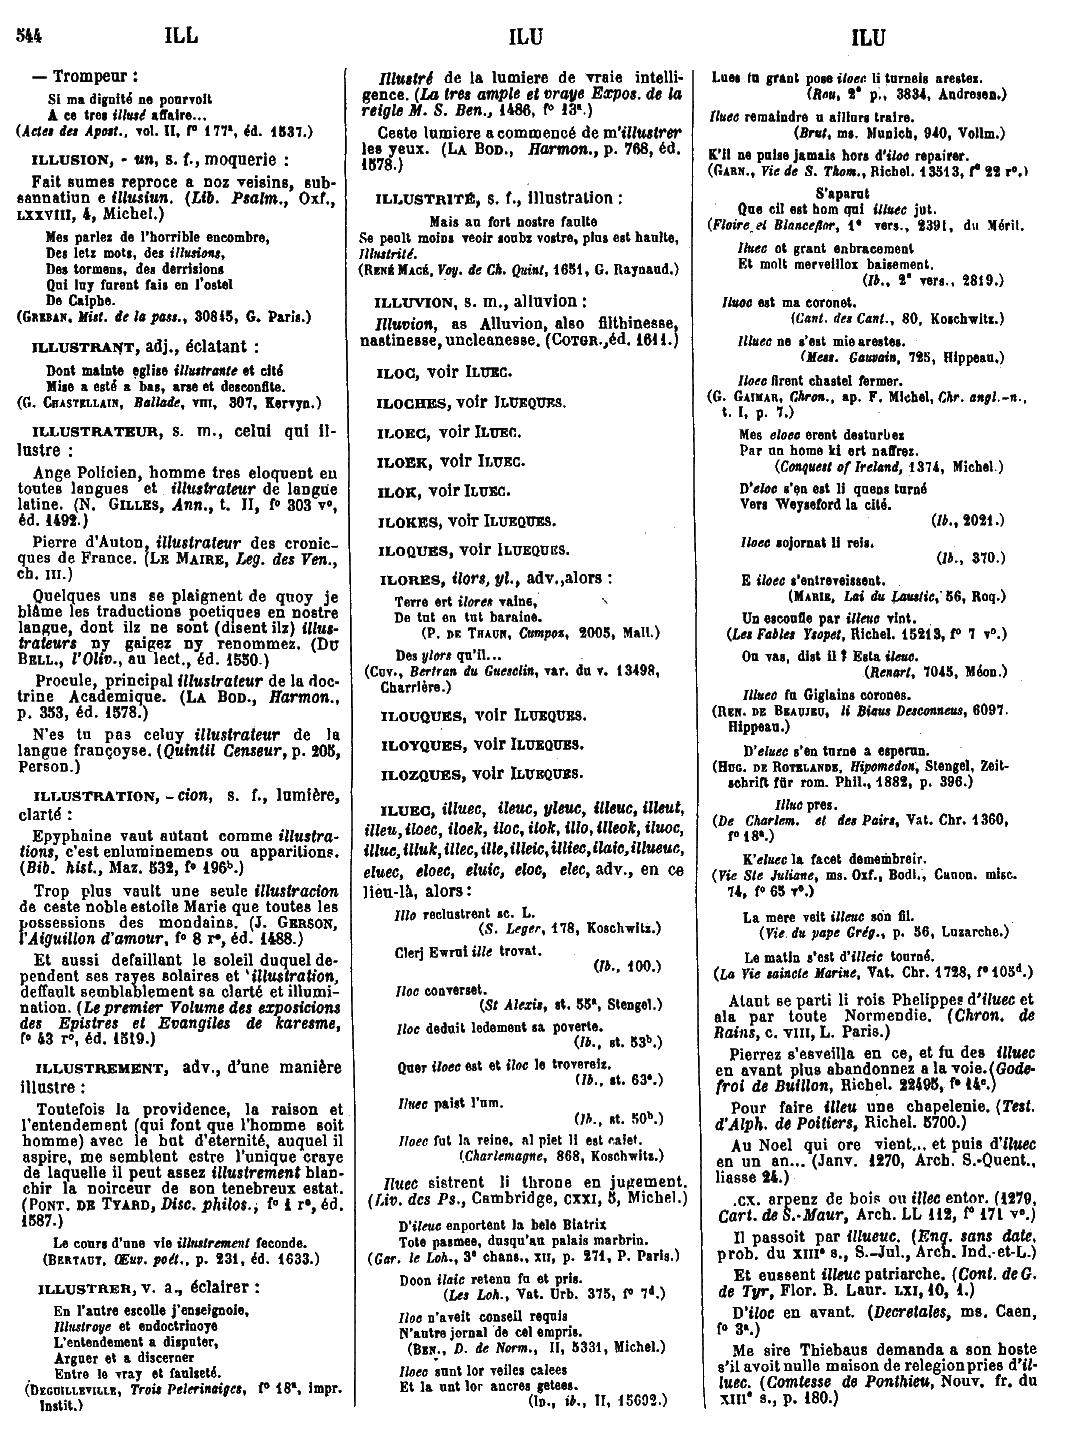 544 ILL ILU ILU
— Trompeur :
Si ma dignité ne pourvoit
A ce tres illusé affaire...
(Actes des Apost., vol. II, f° 177ª, éd. 1537.)
ILLUSION, - un, s. f., moquerie :
Fait sumes reproce a noz veisins, sub-
sannatiun e illusiun. (Lib. Psalm., Oxf.,
LXXVIII, 4, Michel.)
Mes parlez de l'horrible encombre,
Des letz mots, des illusions,
Des tormens, des derrisions
Qui luy furent fais en l'ostel
De Caiphe.
(GREBAN, Mist. de la pass., 30845, G. Paris.)
ILLUSTRANT, adj., éclatant :
Dont mainte eglise illustrante et cité
Mise a esté a bas, arse et desconfite.
(G. CHASTELLAIN, Ballade, VIII, 307, Kervyn.)
ILLUSTRATEUR, s. m., celui qui il-
lustre :
Ange Policien, homme tres eloquent en
toutes langues et illustrateur de langue
latine. (N. GILLES, Ann., t. II, f° 303 v°,
éd. 1492.)
Pierre d'Auton, illustrateur des cronic-
ques de France. (LE MAIRE, Leg. des Ven.,
ch. III.)
Quelques uns se plaignent de quoy je
blâme les traductions poetiques en nostre
langue, dont ilz ne sont (disent ilz) illus-
trateurs ny gaigez ny renommez. (DU
BELL., l'Oliv., au lect., éd. 1550.)
Procule, principal illustrateur de la doc-
trine Academique. (LA BOD., Harmon.,
p. 353, éd. 1578.)
N'es tu pas celuy illustrateur de la
langue françoyse. (Quintil Censeur, p. 205,
Person.)
ILLUSTRATION, - cion, s. f., lumière,
clarté :
Epyphaine vaut autant comme illustra-
tions, c'est enluminemens ou apparitions.
(Bib. hist., Maz. 532, f° 196ᵇ.)
Trop plus vault une seule illustracion
de ceste noble estoile Marie que toutes les
possessions des mondains. (J. GERSON,
l'Aiguillon d'amour, f° 8 r°, éd. 1488.)
Et aussi defaillant le soleil duquel de-
pendent ses rayes solaires et 'illustration,
deffault semblablement sa clarté et illumi-
nation. (Le premier Volume des exposicions
des Epistres et Evangiles de karesme,
f° 43 r°, éd. 1519.)
ILLUSTREMENT, adv., d'une manière
illustre :
Toutefois la providence, la raison et
l'entendement (qui font que l'homme soit
homme) avec le but d'eternité, auquel il
aspire, me semblent estre l'unique craye
de laquelle il peut assez illustrement blan-
chir la noirceur de son tenebreux estat.
(PONT. DE TYARD, Disc. philos., f° 1 r°, éd.
1587.)
Le cours d'une vie illustrement feconde.
(BERTAUT, Œuv. poét., p. 231, éd. 1633.)
ILLUSTRER, v. a., éclairer :
En l'autre escolle j'enseignoie,
Illustroye et endoctrinoye
L'entendement a disputer,
Arguer et a discerner
Entre le vray et faulseté.
(DEGUILLEVILLE, Trois Pelerinaiges, f° 18ª, impr.
Instit.)
Illustré de la lumiere de vraie intelli-
gence. (La tres ample et vraye Expos. de la
reigle M. S. Ben., 1486, f° 13ª.)
Ceste lumiere a commencé de m'illustrer
les yeux. (LA BOD., Harmon., p. 768, éd.
1578.)
ILLUSTRITÉ, s. f., illustration :
Mais au fort nostre faulte
Se peult moins veoir soubz vostre, plus est haulte,
Illustrité.
(RENÉ MACÉ, Voy. de Ch. Quint, 1651, G. Raynaud.)
ILLUVION, s. m., alluvion :
Illuvion, as Alluvion, also filthinesse,
nastinesse, uncleanesse. (COTGR., éd. 1611.)
ILOC, voir ILUEC.
ILOCHES, voir ILUEQUES.
ILOEC, voir ILUEC.
ILOEK, voir ILUEC.
ILOK, voir ILUEC.
ILOKES, voir ILUEQUES.
ILOQUES, voir ILUEQUES.
ILORES, ilors, yl., adv., alors :
Terre ert ilores vaine,
De tut en tut baraine.
(P. DE THAUN, Cumpoz, 2005, Mall.)
Des ylors qu'il...
(CUV., Bertran du Guesclin, var. du v. 13498,
Charrière.)
ILOUQUES, voir ILUEQUES.
ILOYQUES, voir ILUEQUES.
ILOZQUES, voir ILUEQUES.
ILUEC, illuec, ileuc, yleuc, illeuc, illeut,
illeu, iloec, iloek, iloc, ilok, illo, illeok, iluoc,
illuc, illuk, illec, ille, illeic, illiec, ilaic, illueuc,
eluec, eloec, eluic, eloc, elec, adv., en ce
lieu-là, alors :
Illo reclustrent sc. L.
(S. Leger, 178, Koschwitz.)
Clerj Ewrui ille trovat.
(Ib., 100.)
Iloc converset.
(St Alexis, st. 55ª, Stengel.)
Iloc deduit ledement sa poverte.
(Ib., st. 53ᵇ.)
Quer iloec est et iloc le trovereiz.
(Ib., st. 63ᵉ.)
Iluec paist l'um.
(Ib., st. 50ᵇ.)
Iloec fut la reine, al piet li est caiet.
(Charlemagne, 868, Koschwitz.)
Iluec sistrent li throne en jugement.
(Liv. des Ps., Cambridge, CXXI, 5, Michel.)
D'ileuc enportent la bele Biatrix
Tote pasmee, dusqu'au palais marbrin.
(Gar. le Loh., 3ᵉ chans., XII, p. 271, P. Paris.)
Doon ilaic retenu fu et pris.
(Les Loh., Vat. Urb. 375, f° 7ᵈ.)
Iloc n'aveit conseil requis
N'autre jornal de cel empris.
(BEN., D. de Norm., II, 5331, Michel.)
Iloec sunt lor veiles calees
Et la unt lor ancres getees.
(ID., ib., II, 15692.)
Lues fu grant pose iloec li turneis arestez.
(Rou, 2ᵉ p., 3834, Andresen.)
Iluec remaindre u aillurs traire.
(Brut, ms. Munich, 940, Vollm.)
K'il ne puise jamais hors d'iloc repairer.
(GARN., Vie de S. Thom., Richel. 13513, f° 22 r°.)
S'aparut
Que cil est hom qui illuec jut.
(Floire et Blanceflor, 1ᵉ vers., 2391, du Méril.
Iluec ot grant enbracement
Et molt merveillox baisement.
(Ib., 2ᵉ vers., 2819.)
Iluoc est ma coronet.
(Cant. des Cant., 80, Koschwitz.)
Illuec ne s'est mie arestes.
(Mess. Gauvain, 725, Hippeau.)
Iloec firent chastel fermer.
(G. GAIMAR, Chron., ap. F. Michel, Chr. angl.-n.,
t. I, p. 7.)
Mes eloec erent desturbez
Par un home ki ert naffrez.
(Conquest of Ireland, 1374, Michel.)
D'eloc s'en est li quens turné
Vers Weyseford la cité.
(Ib., 2021.)
Iloec sojornat li reis.
(Ib., 370.)
E iloec s'entreveissent.
(MARIE, Lai du Laustic, 56, Roq.)
Un escoufle par illeuc vint.
(Les Fables Ysopet, Richel. 15213, f° 7 v°.)
Ou vas, dist il? Esta ileuc.
(Renart, 7045, Méon.)
Illuec fu Giglains corones.
(REN. DE BEAUJEU, li Biaus Desconneus, 6097.
Hippeau.)
D'eluec s'en turne a esperun.
(HUG. DE ROTELANDE, Hipomedon, Stengel, Zeit-
schrift für rom. Phil., 1882, p. 396.)
Illuc pres.
(De Charlem. et des Pairs, Vat. Chr. 1360,
f° 18ª.)
K'eluec la facet demembreir.
(Vie Ste Juliane, ms. Oxf., Bodl., Canon. misc.
74, f° 65 v°.)
La mere veit illeuc son fil.
(Vie du pape Grég., p. 56, Luzarche.)
Le matin s'est d'illeic tourné.
(La Vie saincte Marine, Vat. Chr. 1728, f° 105ᵈ.)
Atant se parti li rois Phelippes d'iluec et
ala par toute Normendie. (Chron. de
Rains, c. VIII, L. Paris.)
Pierrez s'esveilla en ce, et fu des illuec
en avant plus abandonnez a la voie. (Gode-
froi de Buillon, Richel. 22495, f° 14ᵉ.)
Pour faire illeu une chapelenie. (Test.
d'Alph. de Poitiers, Richel. 5700.)
Au Noel qui ore vient... et puis d'iluec
en un an... (Janv. 1270, Arch. S.-Quent.,
liasse 24.)
.CX. arpenz de bois ou illec entor. (1279,
Cart. de S.-Maur, Arch. LL 112, f° 171 v°.)
Il passoit par illueuc. (Enq. sans date,
prob. du XIIIᵉ s., S.-Jul., Arch. Ind.-et-L.)
Et eussent illeuc patriarche. (Cont. de G.
de Tyr, Flor. B. Laur. LXI, 10, 1.)
D'iloc en avant. (Decretales, ms. Caen,
f° 3ª.)
Me sire Thiebaus demanda a son hoste
s'il avoit nulle maison de relegion pries d'il-
luec. (Comtesse de Ponthieu, Nouv. fr. du
XIIIᵉ s., p. 180.)